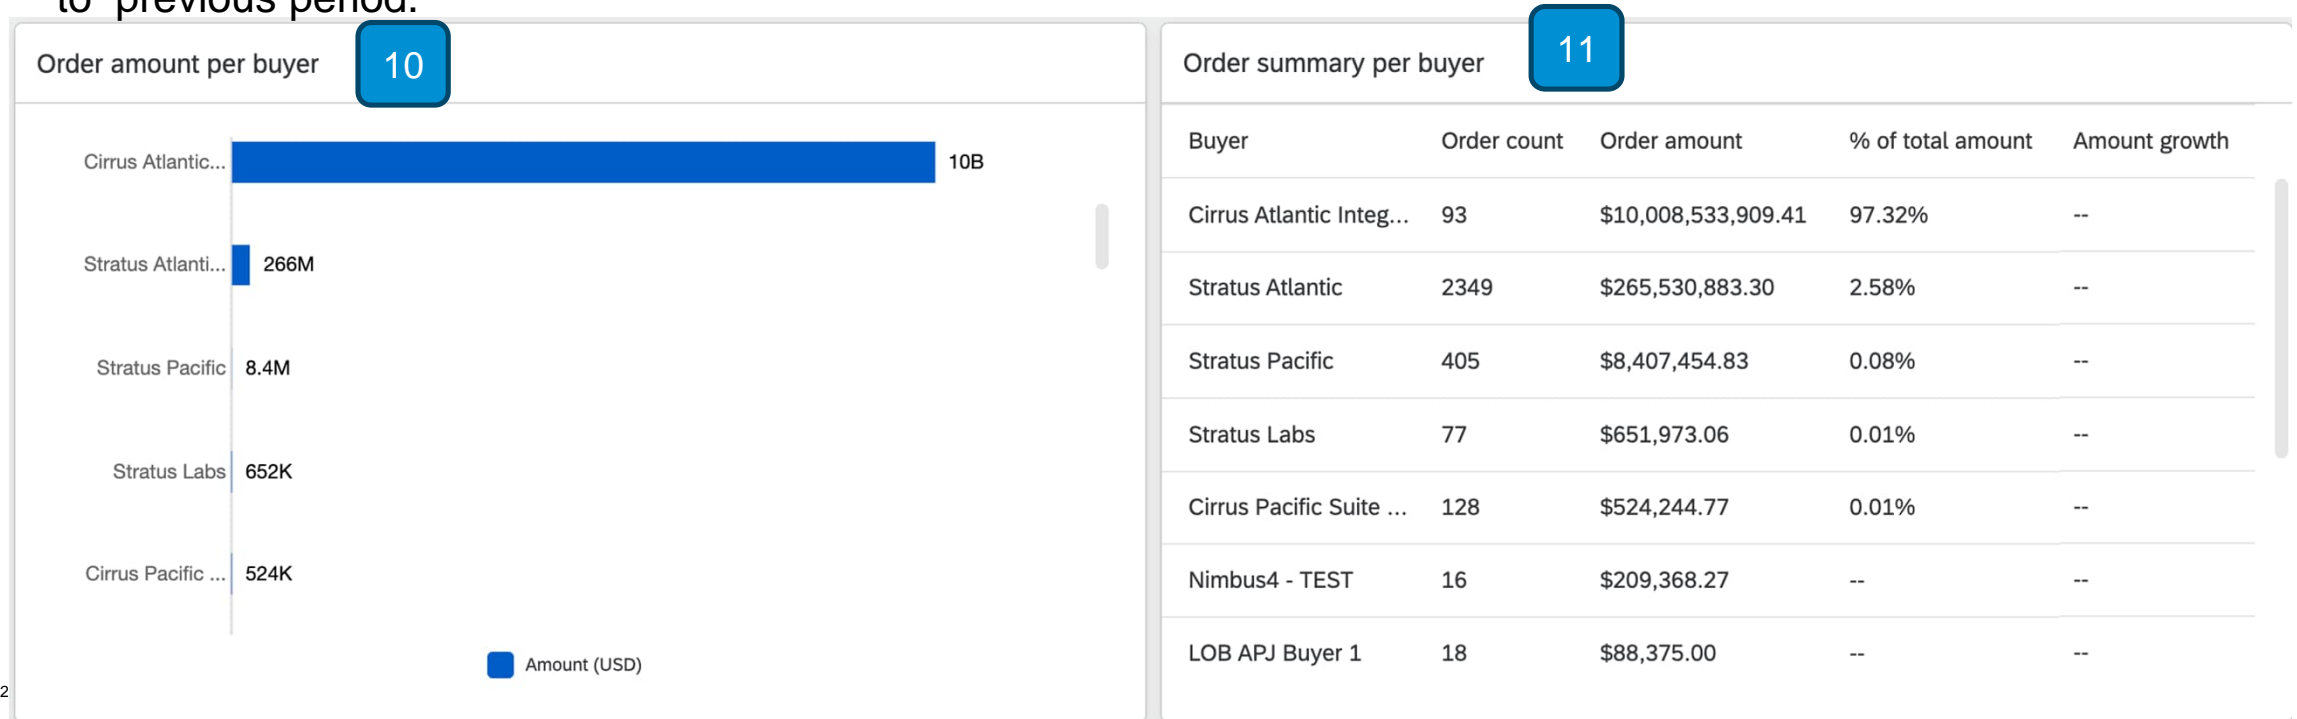 to previous period.
Order amount per buyer
10
Cirrus Atlantic...
10B
Stratus Atlanti...
266M
Stratus Pacific
8.4M
Stratus Labs
652K
Cirrus Pacific ...
524K
Amount (USD)
2
Order summary per buyer
11
Buyer Order count Order amount % of total amount Amount growth
Cirrus Atlantic Integ... 93 $10,008,533,909.41 97.32% --
Stratus Atlantic 2349 $265,530,883.30 2.58% --
Stratus Pacific 405 $8,407,454.83 0.08% --
Stratus Labs 77 $651,973.06 0.01% --
Cirrus Pacific Suite ... 128 $524,244.77 0.01% --
Nimbus4 - TEST 16 $209,368.27 -- --
LOB APJ Buyer 1 18 $88,375.00 -- --